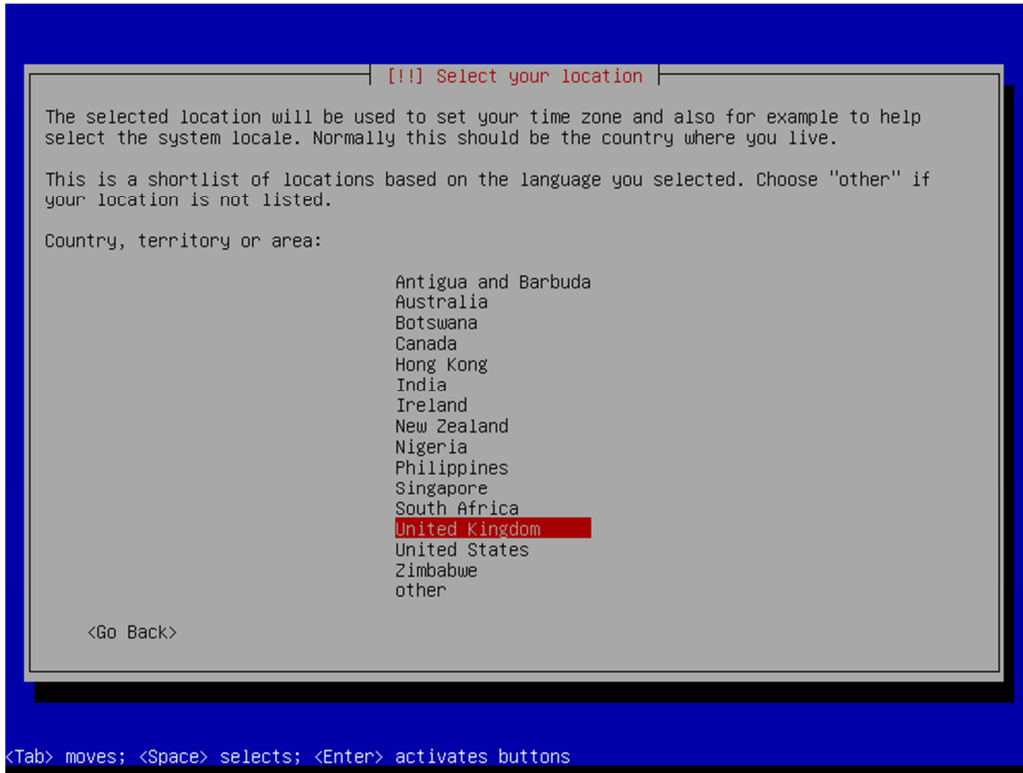 [!!] Select your location
The selected location will be used to set your time zone and also for example to help
select the system locale. Normally this should be the country where you live.
This is a shortlist of locations based on the language you selected. Choose "other" if
your location is not listed.
Country, territory or area:
Antigua and Barbuda
Australia
Botswana
Canada
Hong Kong
India
Ireland
New Zealand
Nigeria
Philippines
Singapore
South Africa
United Kingdom
United States
Zimbabwe
other
<Go Back>
<Tab> moves; <Space> selects; <Enter> activates buttons